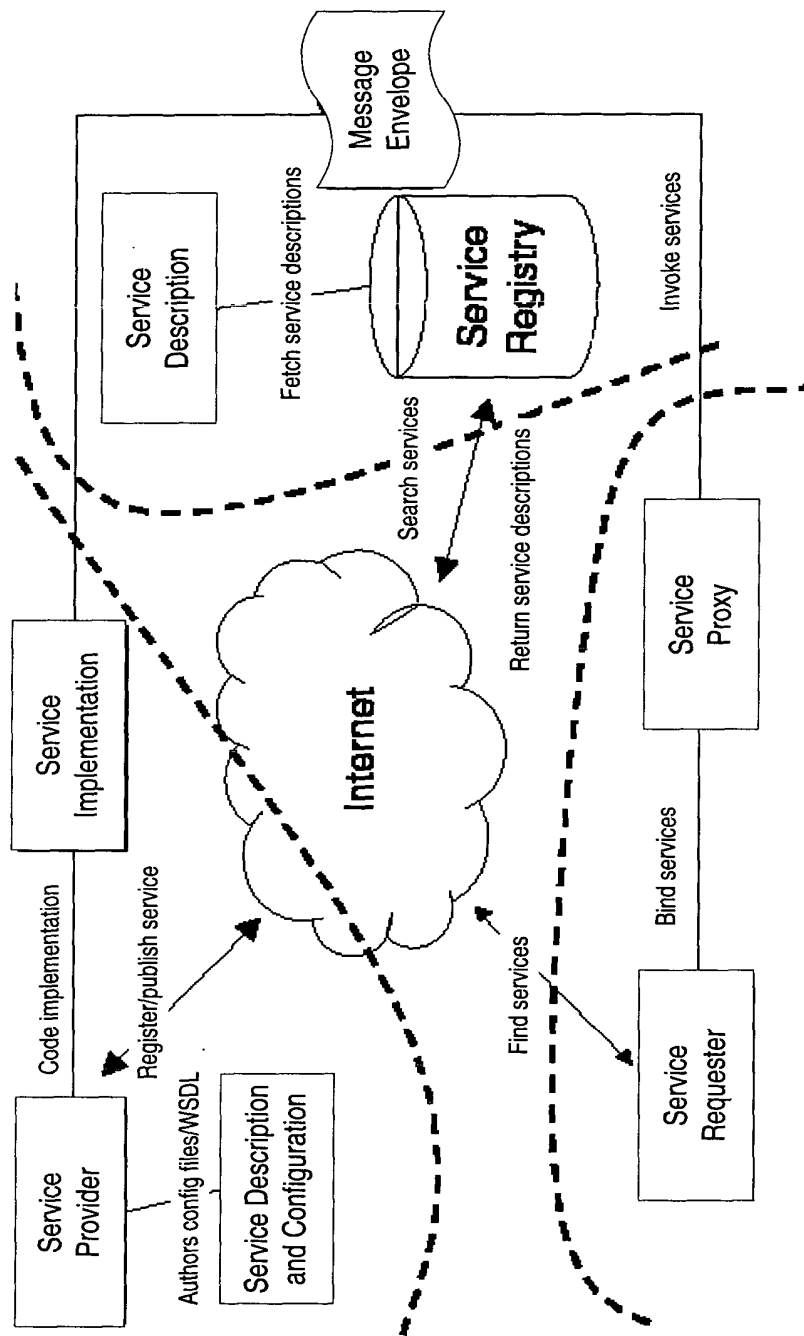 Service
Provider
Code implementation
Service
Implementation
Register/publish service
Authors config files/WSDL
Service Description
and Configuration
Service
Description
Fetch service descriptions
Internet
Search services
Return service descriptions
Service
Registry
Message
Envelope
Find services
Service
Requester
Bind services
Service
Proxy
Invoke services